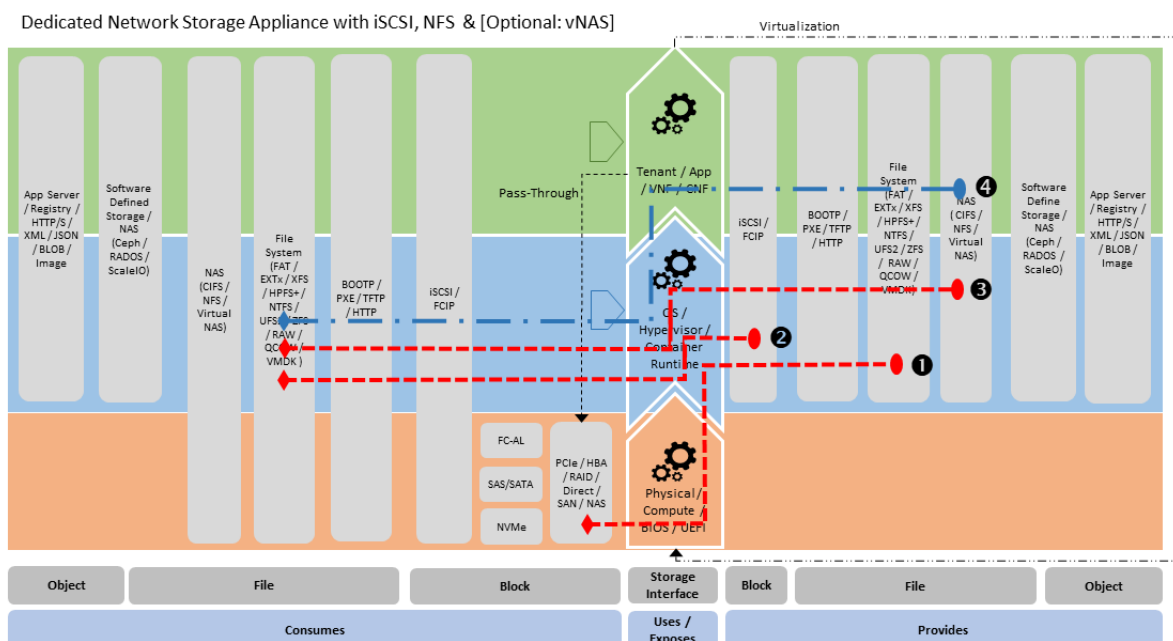 Dedicated Network Storage Appliance with iSCSI, NFS & [Optional: vNAS]
Virtualization
App Server
/ Registry /
HTTP/S /
XML /JSON
/ BLOB /
Image
Software
Defined
Storage /
NAS
(Ceph /
RADOS /
ScaleIO)
NAS
(CIFS /
NFS /
Virtual
NAS)
File
System
(FAT /
EXTx / XFS
/ HPFS+ /
NTFS /
UFS2 / ZFS
/ RAW /
QCOW /
VMDK )
BOOTP /
PXE / TFTP
/ HTTP
iSCSI /
FCIP
Pass-Through
FC-AL
SAS/SATA
NVMe
PCIe / HBA
/ RAID /
Direct /
SAN / NAS
Tenant / App
/ VNF / CNF
OS /
Hypervisor /
Container
Runtime
Physical /
Compute /
BIOS / UEFI
iSCSI /
FCIP
BOOTP /
PXE / TFTP
/ HTTP
File
System
(FAT /
EXTx / XFS
/ HPFS+ /
NTFS /
UFS2 / ZFS
/ RAW /
QCOW /
VMDK)
NAS
( CIFS /
NFS /
Virtual
NAS)
Software
Define
Storage /
NAS
(Ceph /
RADOS /
ScaleIO)
App Server
/ Registry /
HTTP/S /
XML /JSON
/ BLOB /
Image
4
3
2
1
Object
File
Block
Storage
Interface
Block
File
Object
Consumes
Uses /
Exposes
Provides